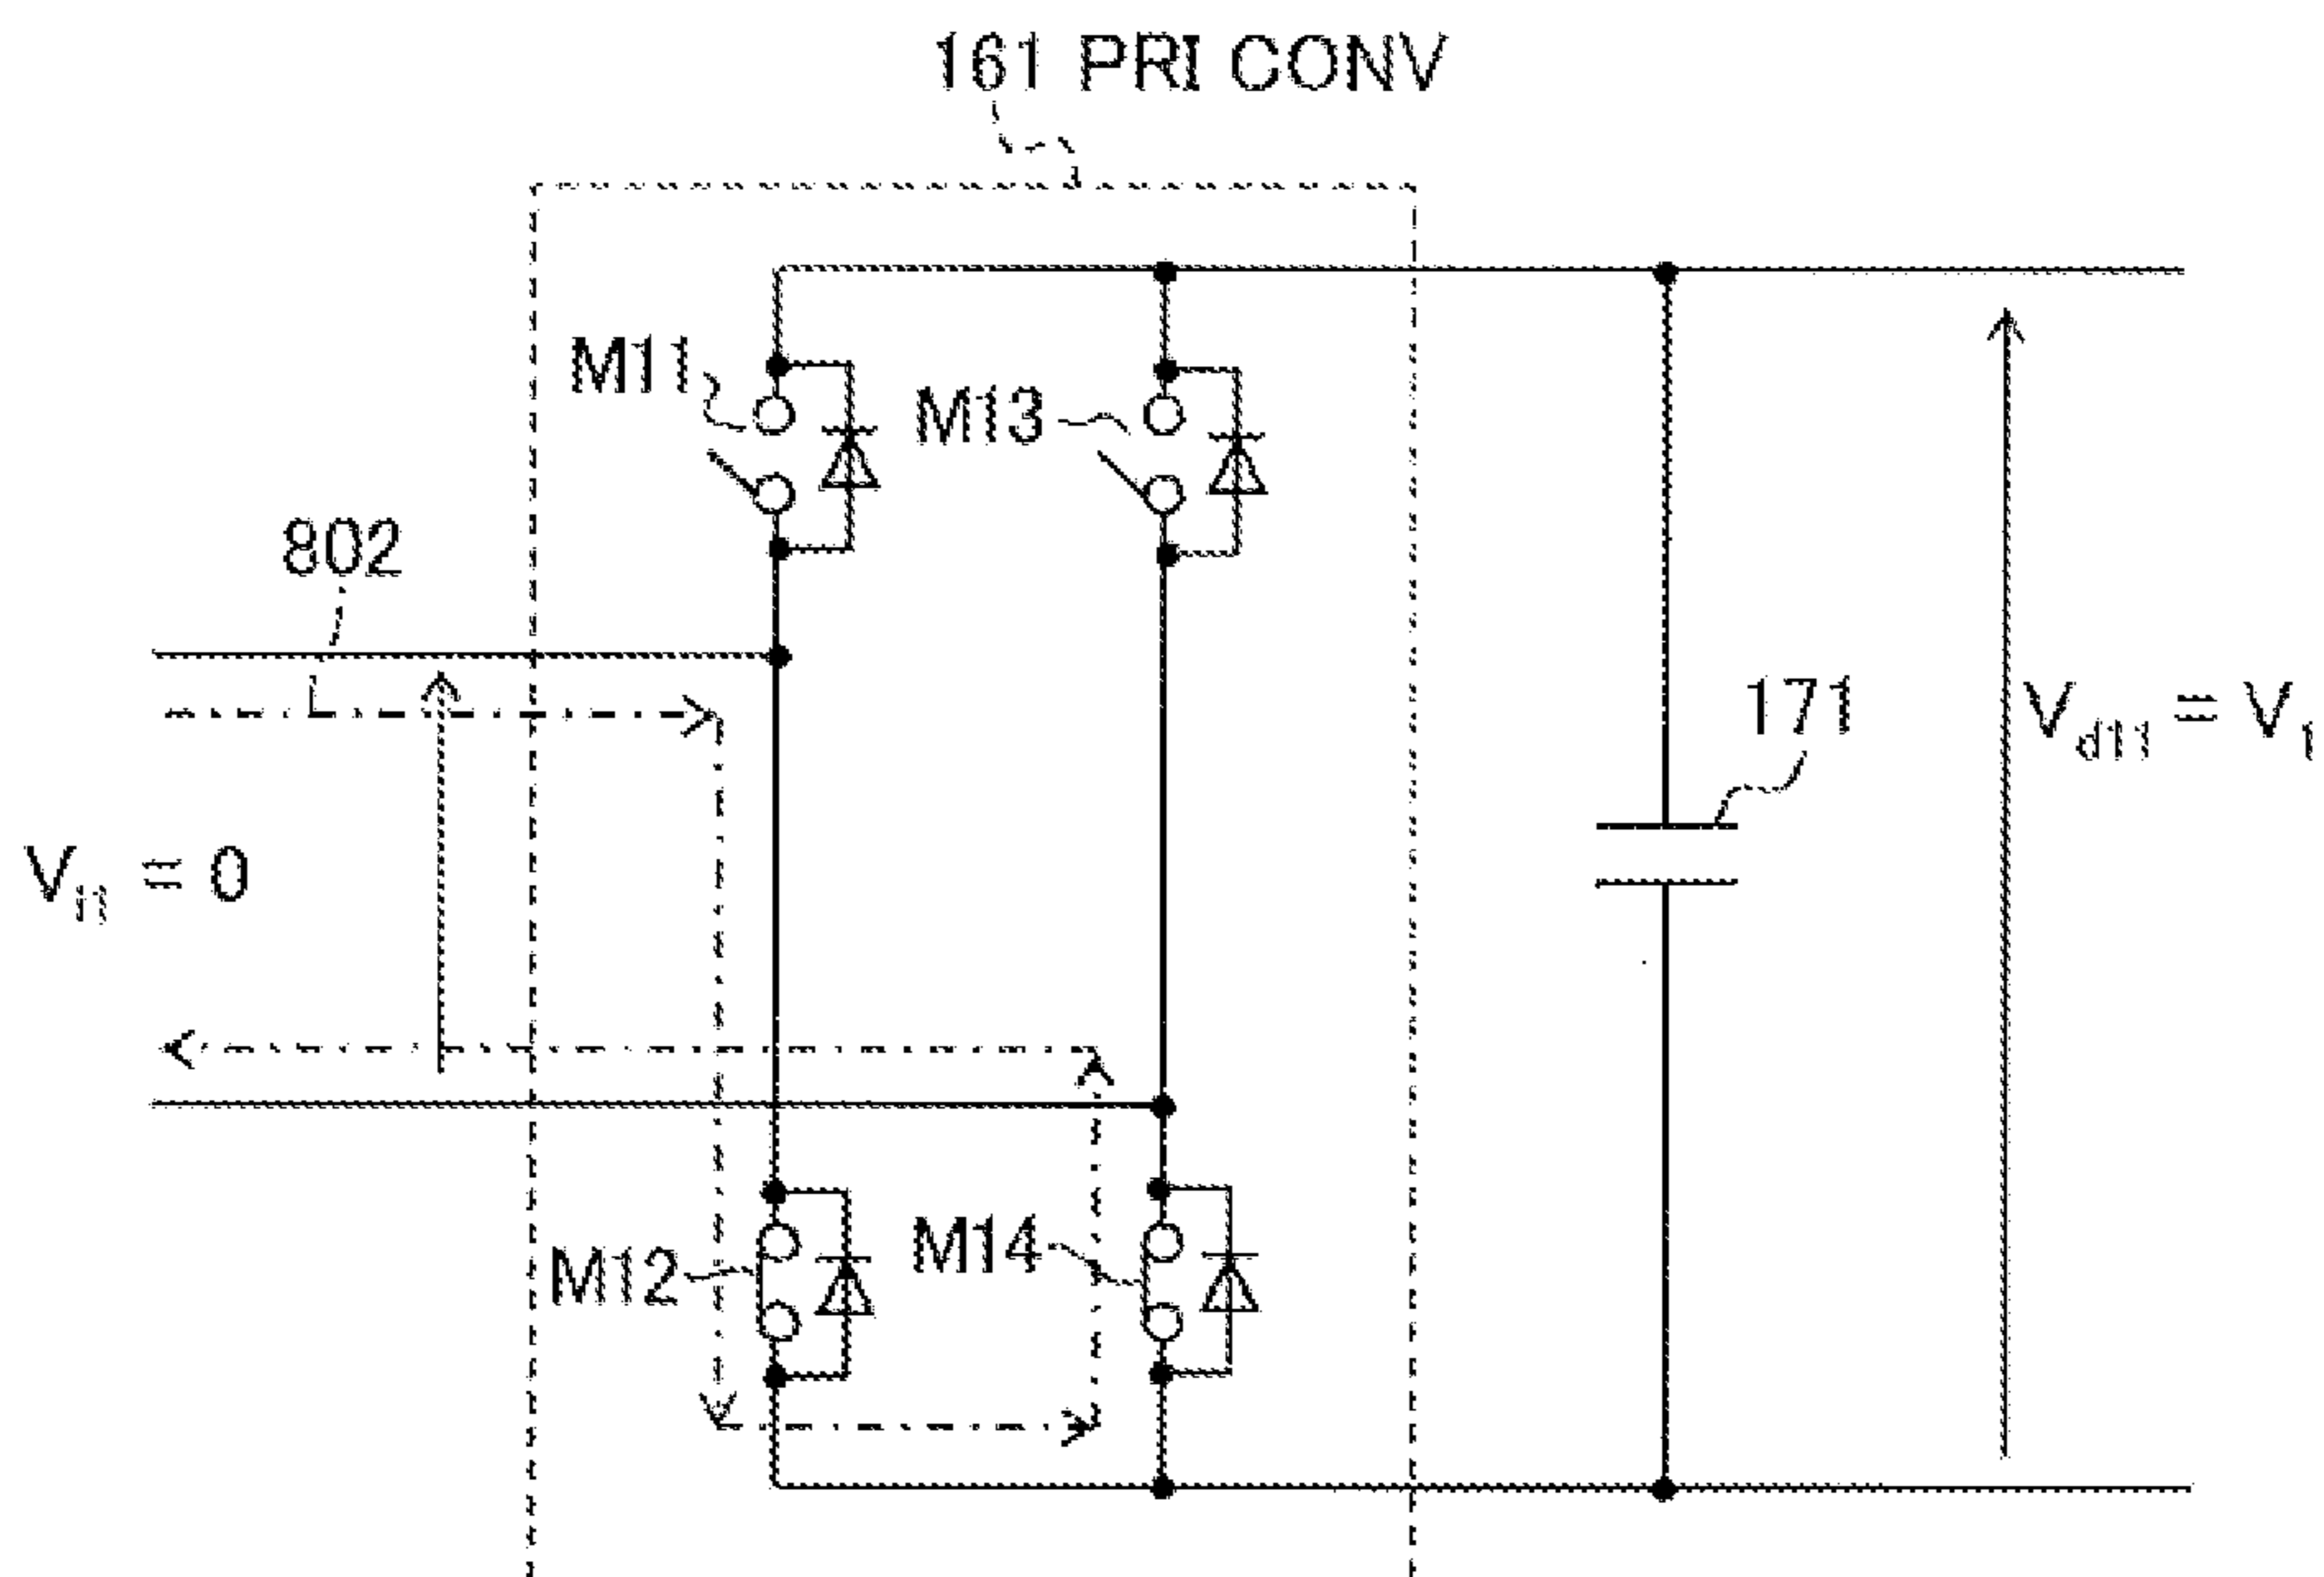 161 PRI CONV
M11
M13
802
171
V_d11 = V_1
V_i1 = 0
M12
M14